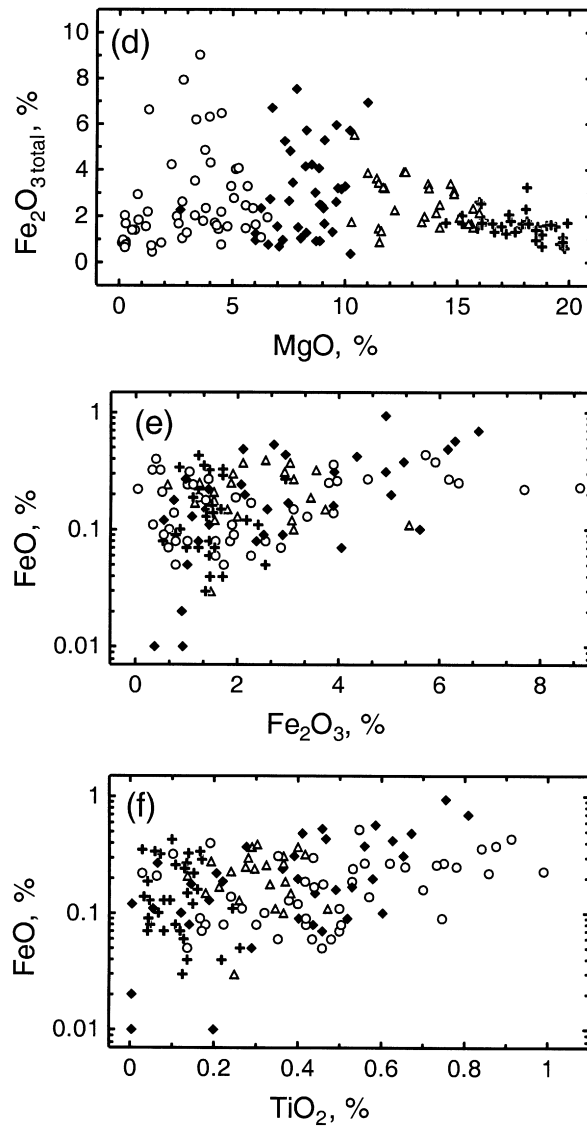 (d)
10
8
6
4
2
0
Fe₂O₃ total, %
0 5 10 15 20
MgO, %
(e)
1
0.1
0.01
FeO, %
0 2 4 6 8
Fe₂O₃, %
(f)
1
0.1
0.01
FeO, %
0 0.2 0.4 0.6 0.8 1
TiO₂, %